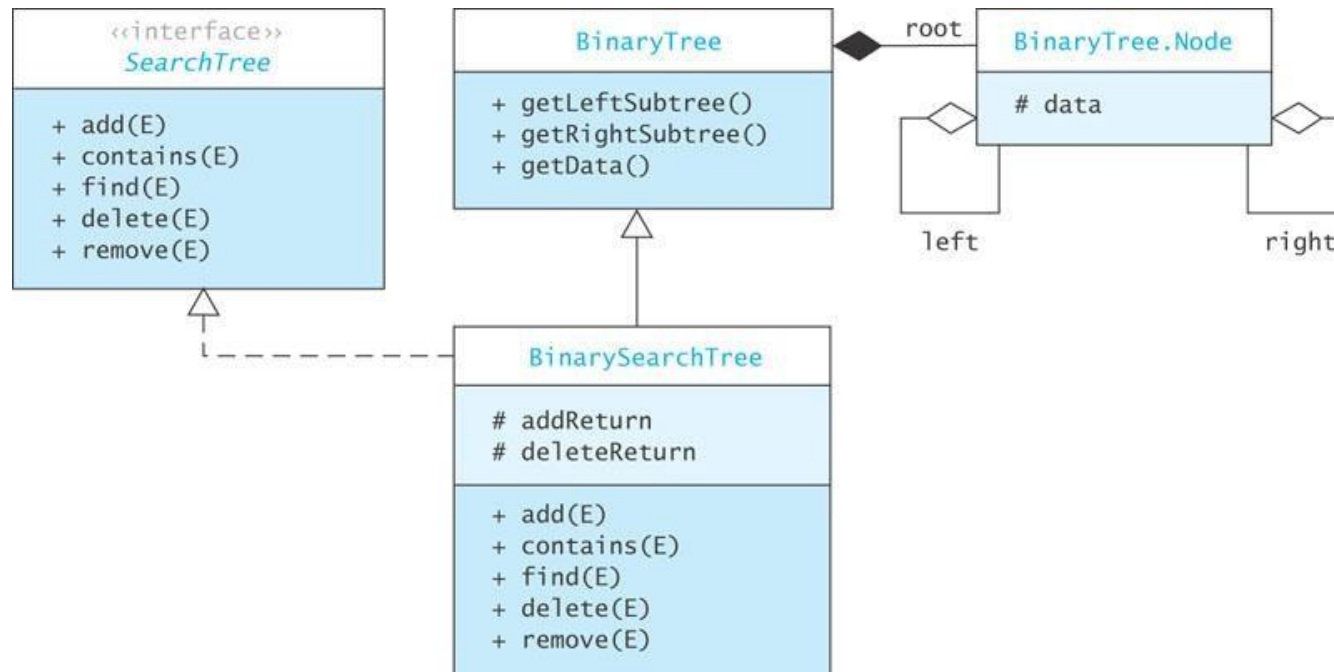 ‹‹interface››
SearchTree
+ add(E)
+ contains(E)
+ find(E)
+ delete(E)
+ remove(E)
BinaryTree
+ getLeftSubtree()
+ getRightSubtree()
+ getData()
root
BinaryTree.Node
# data
left
right
BinarySearchTree
# addReturn
# deleteReturn
+ add(E)
+ contains(E)
+ find(E)
+ delete(E)
+ remove(E)